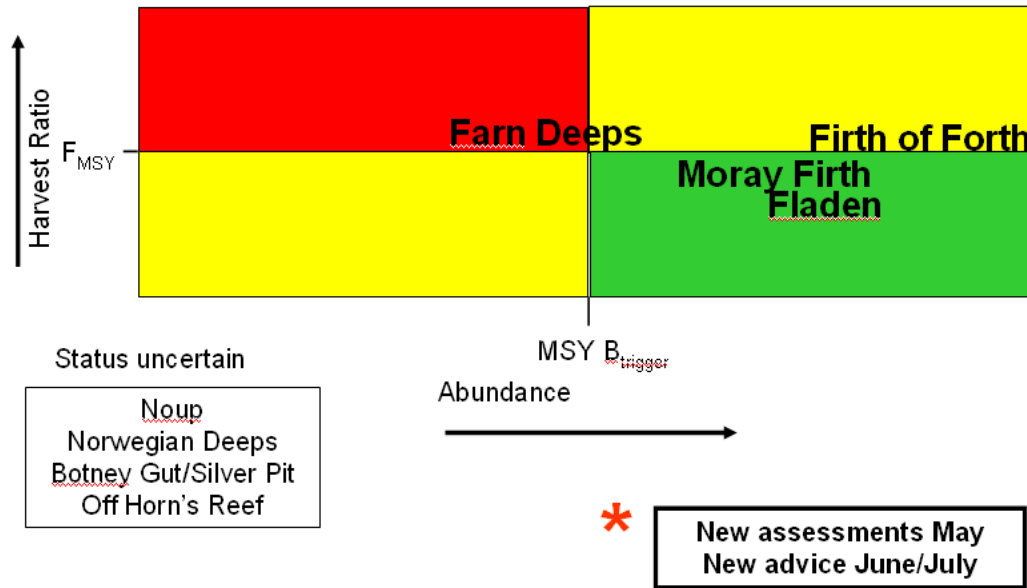 Harvest Ratio
FMSY
Farn Deeps
Firth of Forth
Moray Firth
Fladen
MSY Btrigger
Abundance
Status uncertain
Noup
Norwegian Deeps
Botney Gut/Silver Pit
Off Horn's Reef
*
New assessments May
New advice June/July